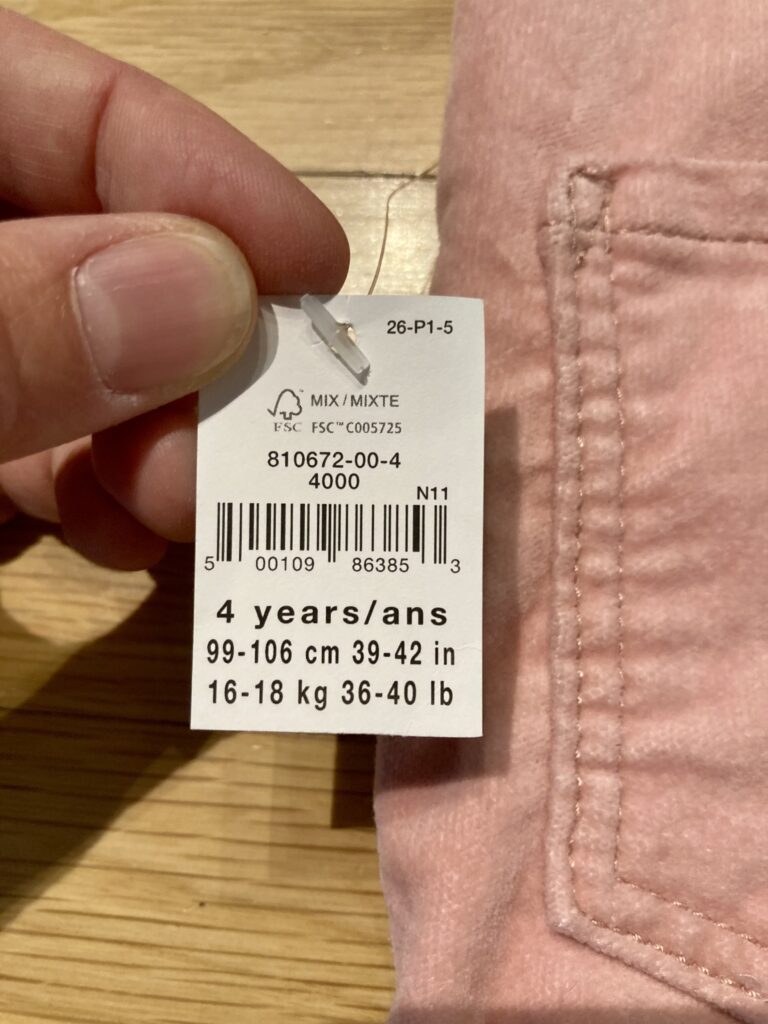 26-P1-5
MIX / MIXTE
FSC FSC™ C005725
810672-00-4
4000
N11
5 00109 86385 3
4 years/ans
99-106 cm 39-42 in
16-18 kg 36-40 lb